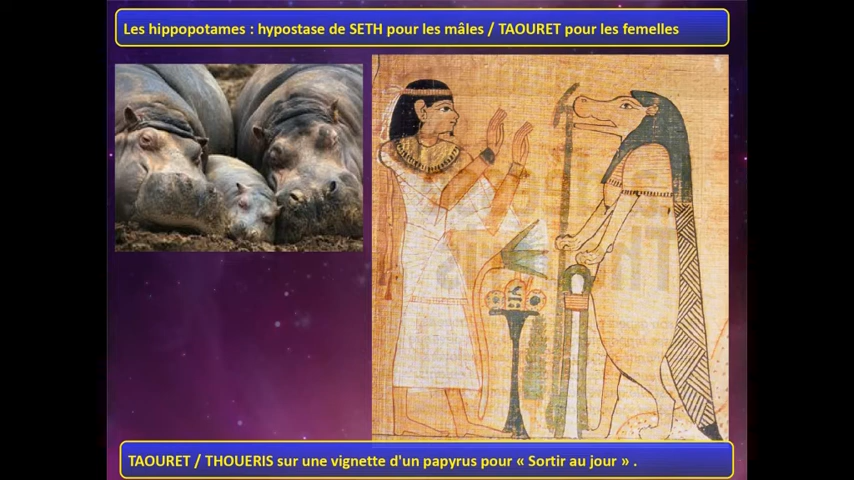 Les hippopotames : hypostase de SETH pour les mâles / TAOURET pour les femelles
TAOURET / THOUERIS sur une vignette d'un papyrus pour « Sortir au jour » .